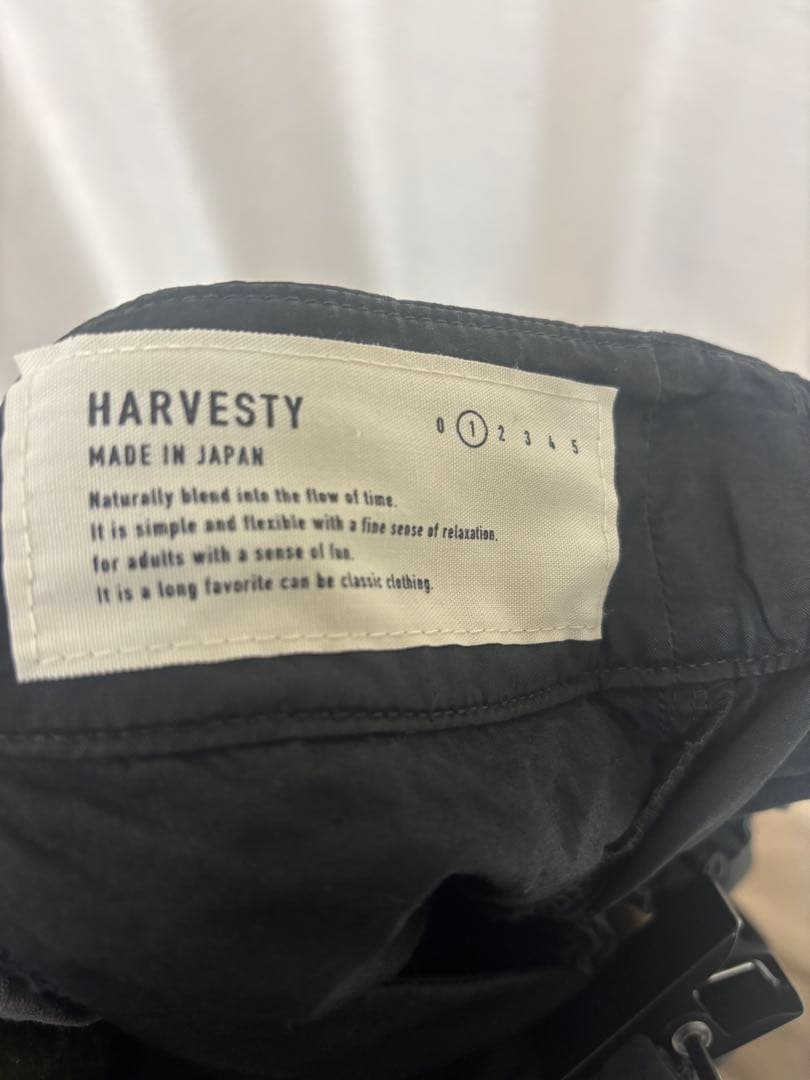 HARVESTY
0 1 2 3 4 5
MADE IN JAPAN
Naturally blend into the flow of time.
It is simple and flexible with a fine sense of relaxation.
for adults with a sense of fun.
It is a long favorite can be classic clothing.